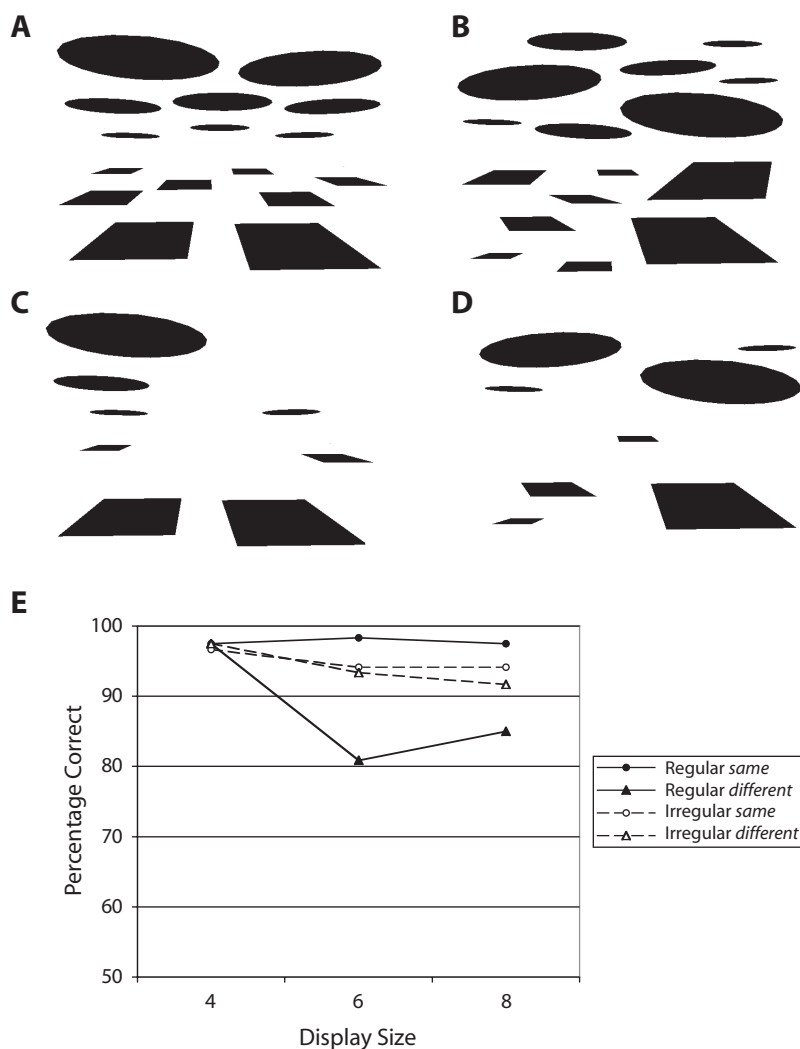 A
B
C
D
E
100
90
80
70
60
50
Percentage Correct
4 6 8
Display Size
Regular same
Regular different
Irregular same
Irregular different